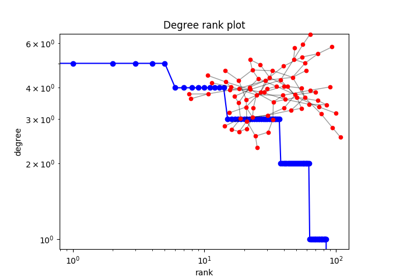 Degree rank plot
6 × 10⁰
4 × 10⁰
3 × 10⁰
2 × 10⁰
10⁰
degree
10⁰
10¹
10²
rank